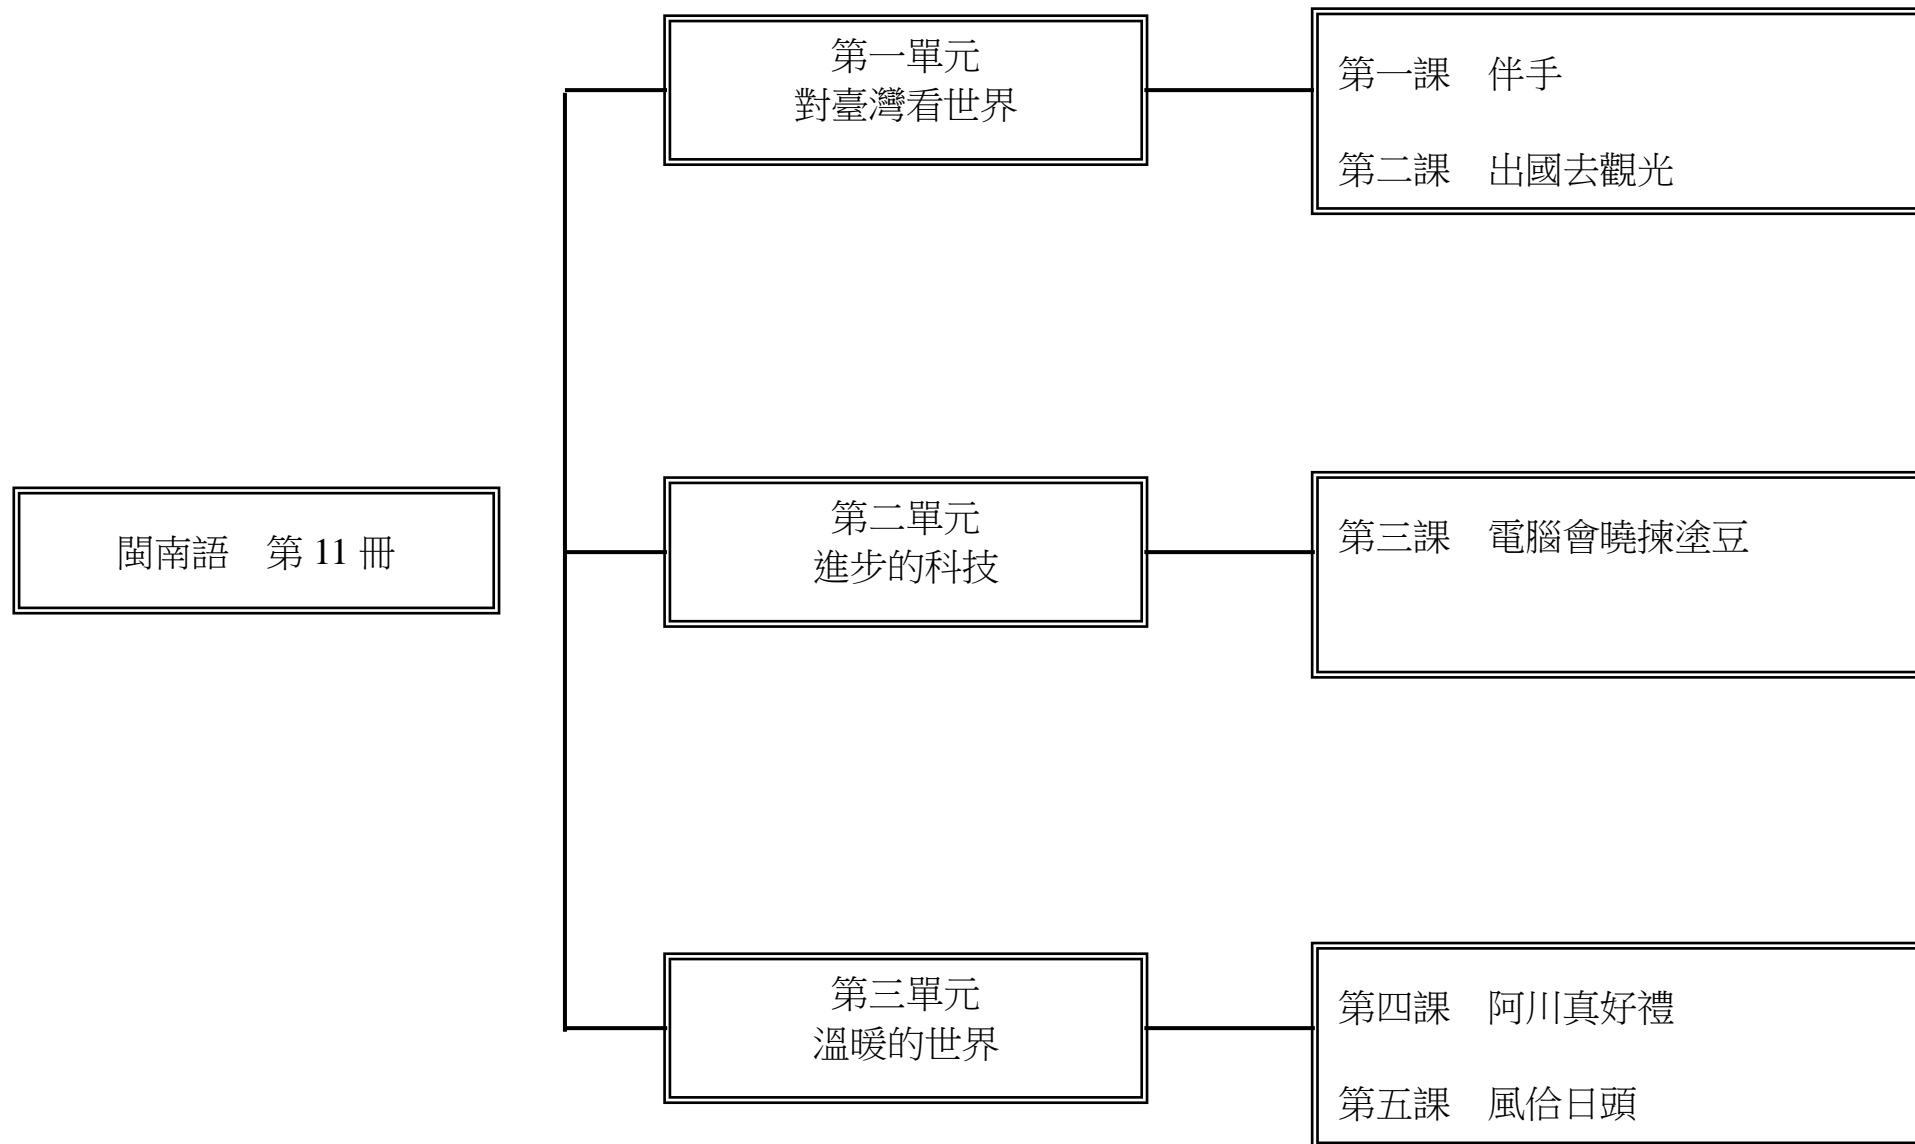 閩南語　第 11 冊
第一單元
對臺灣看世界
第一課　伴手
第二課　出國去觀光
第二單元
進步的科技
第三課　電腦會曉揀塗豆
第三單元
溫暖的世界
第四課　阿川真好禮
第五課　風佮日頭